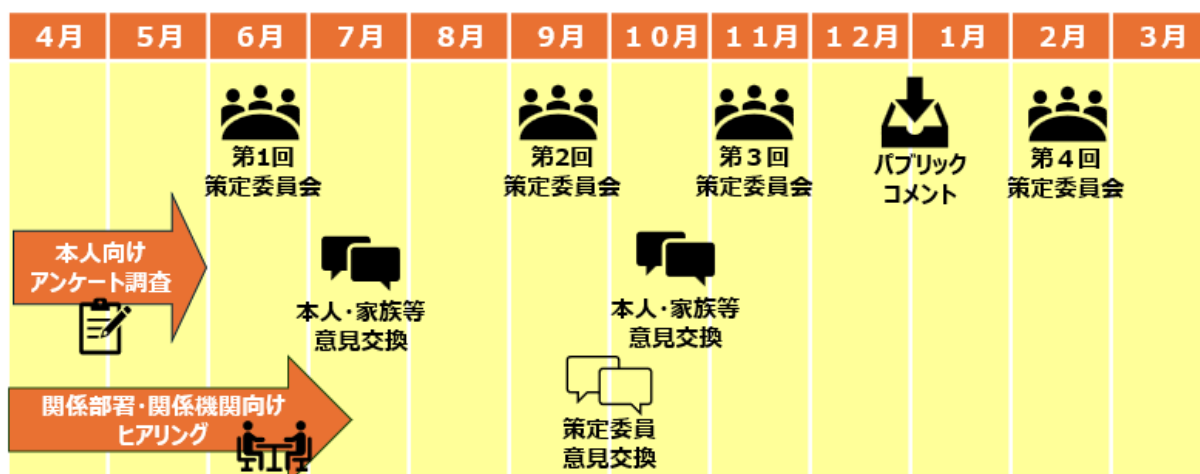 4月 5月 6月 7月 8月 9月 10月 11月 12月 1月 2月 3月
第1回
策定委員会
第2回
策定委員会
第3回
策定委員会
パブリック
コメント
第4回
策定委員会
本人向け
アンケート調査
本人・家族等
意見交換
本人・家族等
意見交換
関係部署・関係機関向け
ヒアリング
策定委員
意見交換